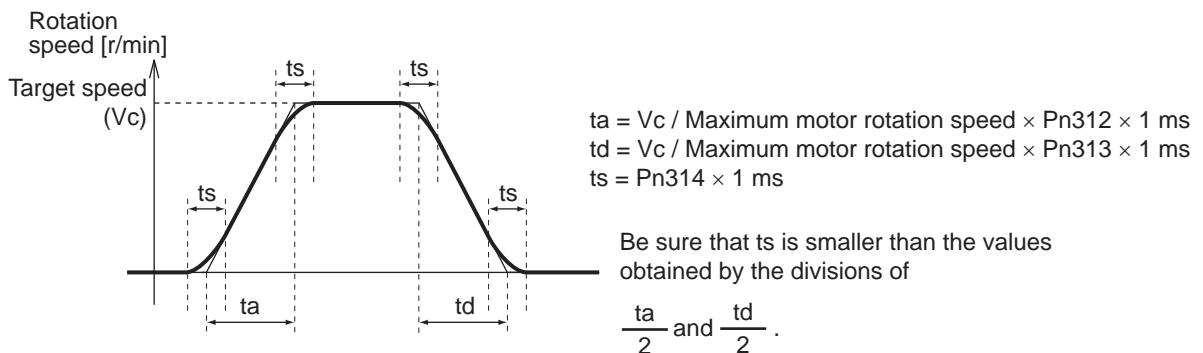 Rotation
speed [r/min]
Target speed
(Vc)
ts
ts
ts
ts
ta
td
ta = Vc / Maximum motor rotation speed × Pn312 × 1 ms
td = Vc / Maximum motor rotation speed × Pn313 × 1 ms
ts = Pn314 × 1 ms
Be sure that ts is smaller than the values
obtained by the divisions of
ta/2 and td/2 .